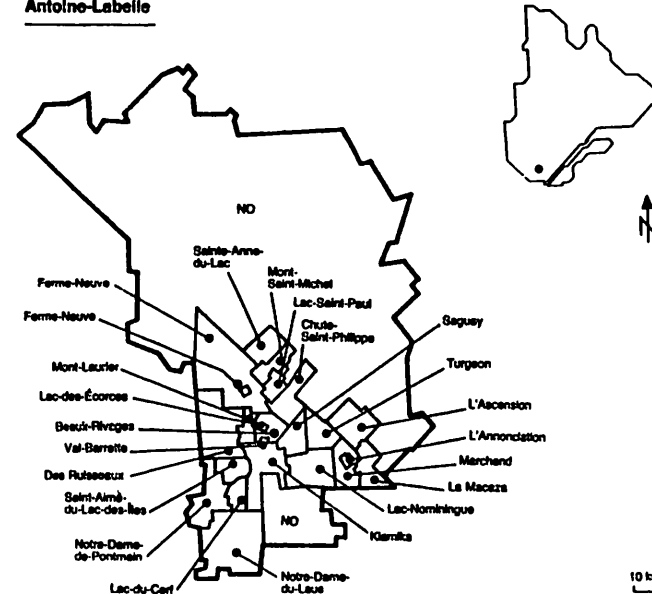 Antoine-Labelle
NO
Sainte-Anne-
du-Lac
Mont-
Saint-Michel
Ferme-Neuve
Lac-Saint-Paul
Ferme-Neuve
Chute-
Saint-Philippe
Saguay
Mont-Laurier
Turgeon
Lac-des-Écorces
L'Ascension
Beaux-Rivages
Val-Barrette
L'Annonciation
Marchand
Des Ruisseaux
La Macaza
Saint-Aimé-
du-Lac-des-Îles
Lac-Nominingue
NO
Kiamika
Notre-Dame-
de-Pontmain
Lac-du-Cerf
Notre-Dame-
du-Laus
N
10